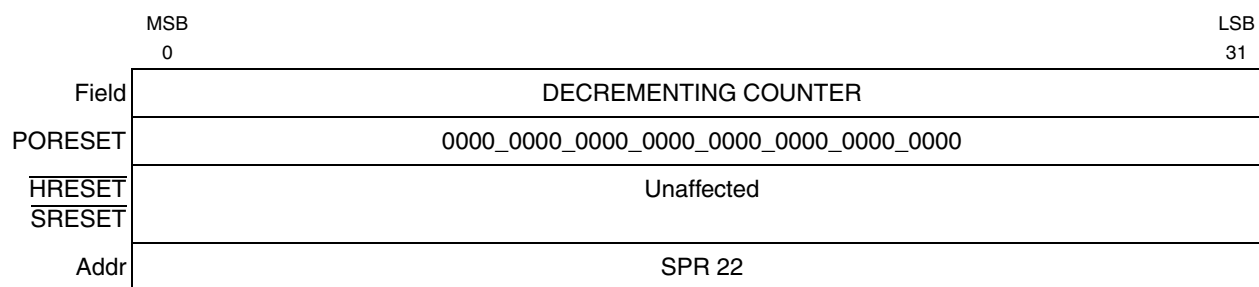 MSB LSB
0 31
Field DECREMENTING COUNTER
PORESET 0000_0000_0000_0000_0000_0000_0000_0000
HRESET Unaffected
SRESET
Addr SPR 22